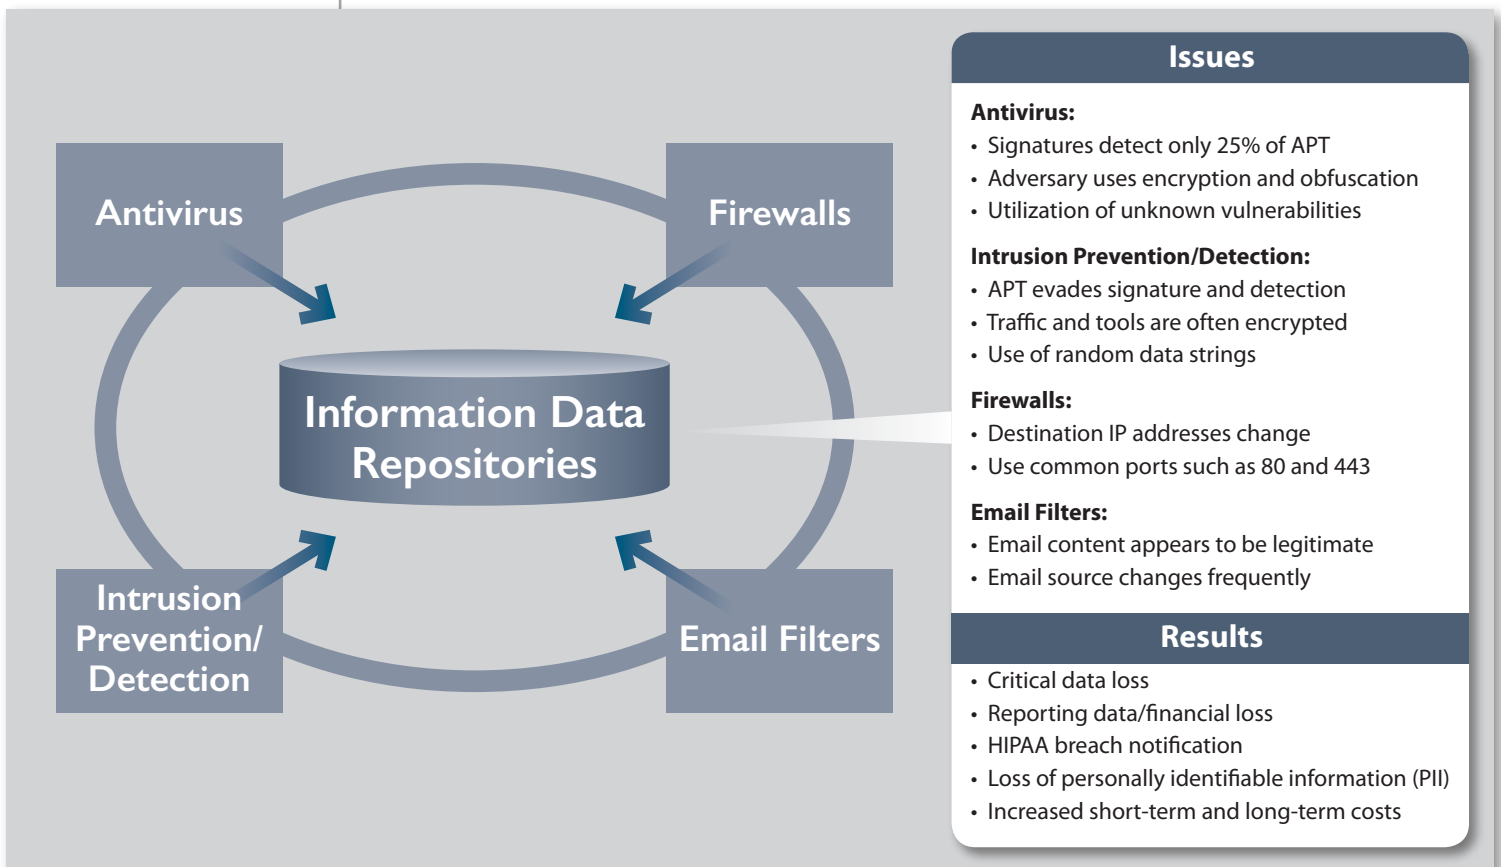 Antivirus
Firewalls
Information Data
Repositories
Intrusion
Prevention/
Detection
Email Filters
Issues
Antivirus:
• Signatures detect only 25% of APT
• Adversary uses encryption and obfuscation
• Utilization of unknown vulnerabilities
Intrusion Prevention/Detection:
• APT evades signature and detection
• Traffic and tools are often encrypted
• Use of random data strings
Firewalls:
• Destination IP addresses change
• Use common ports such as 80 and 443
Email Filters:
• Email content appears to be legitimate
• Email source changes frequently
Results
• Critical data loss
• Reporting data/financial loss
• HIPAA breach notification
• Loss of personally identifiable information (PII)
• Increased short-term and long-term costs